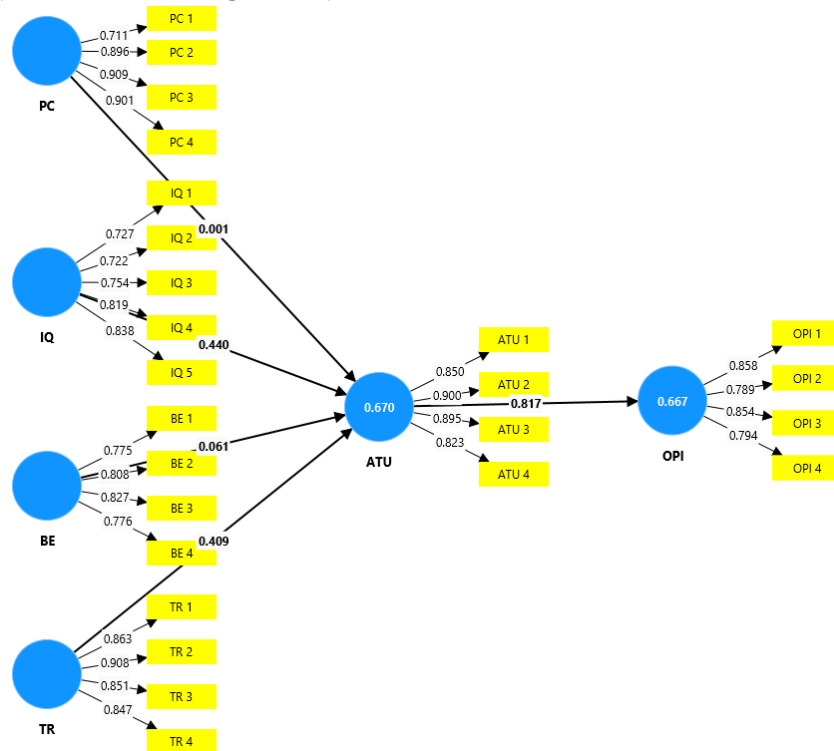 PC 1
0.711
PC 2
0.896
0.909
PC 3
0.901
PC
PC 4
IQ 1
0.727
0.001
IQ 2
0.722
0.754
IQ 3
0.819
IQ 4
0.838
0.440
IQ
IQ 5
BE 1
0.775
0.061
BE 2
0.808
0.827
BE 3
0.776
BE
0.409
BE 4
TR 1
0.863
TR 2
0.908
0.851
TR 3
0.847
TR
TR 4
0.670
ATU
ATU 1
0.850
ATU 2
0.900
0.817
0.895
ATU 3
0.823
ATU 4
0.667
OPI
OPI 1
0.858
OPI 2
0.789
0.854
OPI 3
0.794
OPI 4